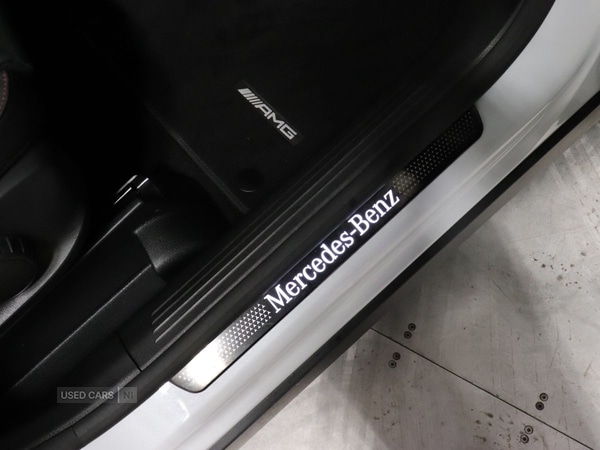 AMG
Mercedes-Benz
USED CARS NI